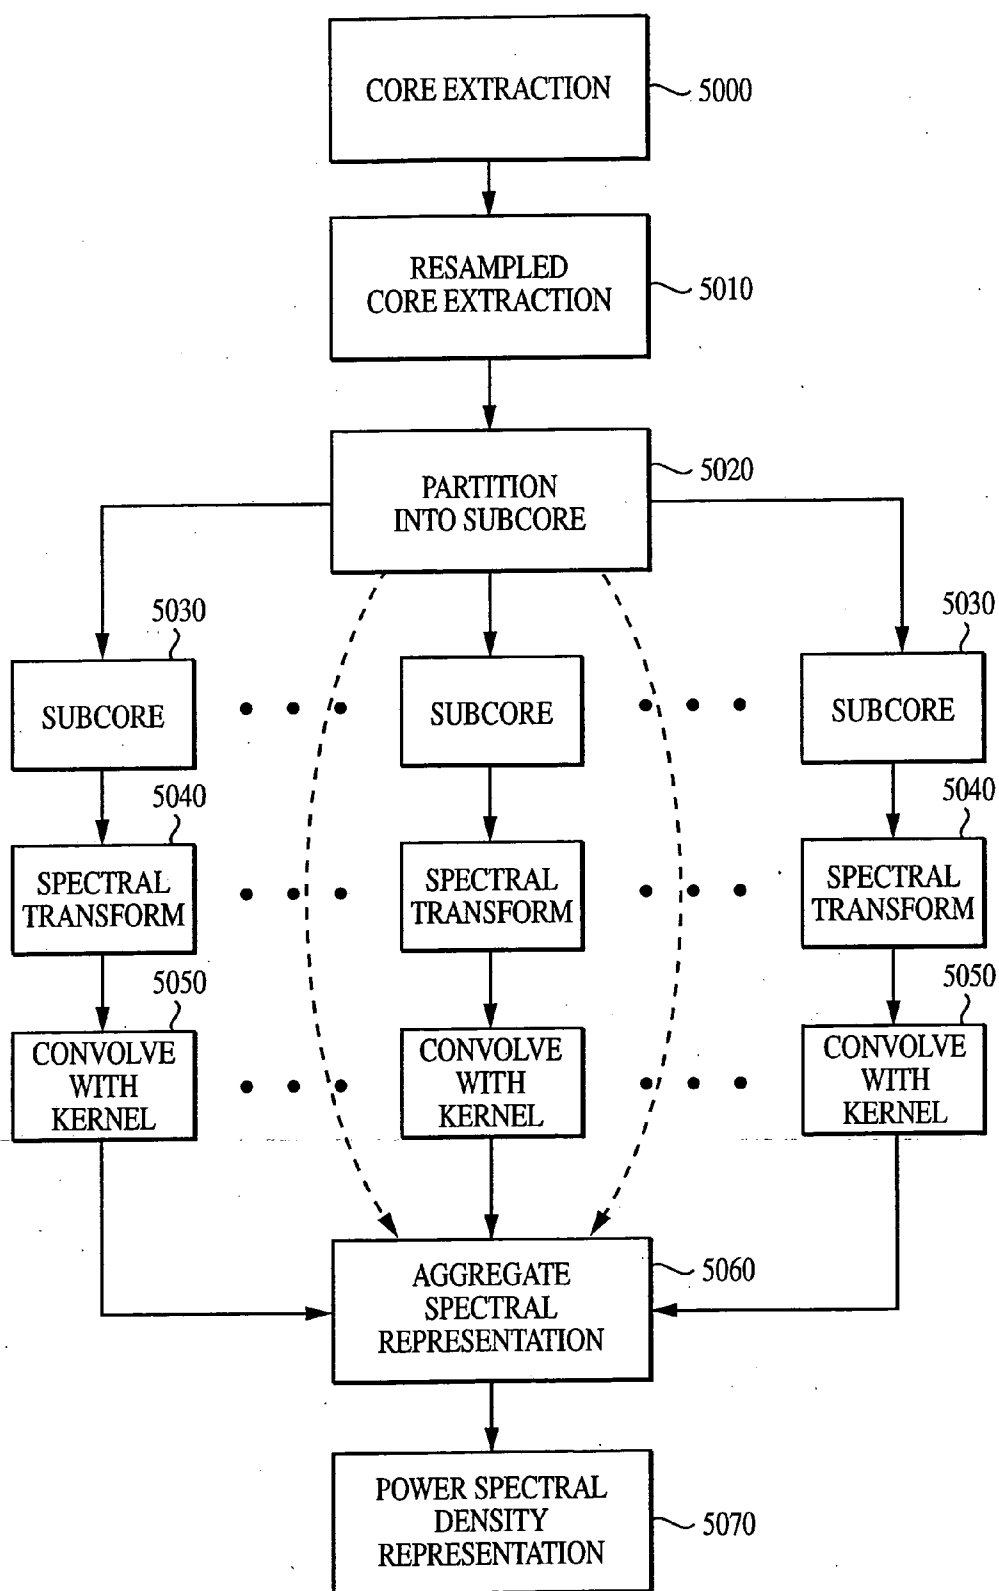 CORE EXTRACTION
5000
RESAMPLED
CORE EXTRACTION
5010
PARTITION
INTO SUBCORE
5020
5030
5030
SUBCORE
SUBCORE
SUBCORE
5040
5040
SPECTRAL
TRANSFORM
SPECTRAL
TRANSFORM
SPECTRAL
TRANSFORM
5050
5050
CONVOLVE
WITH
KERNEL
CONVOLVE
WITH
KERNEL
CONVOLVE
WITH
KERNEL
AGGREGATE
SPECTRAL
REPRESENTATION
5060
POWER SPECTRAL
DENSITY
REPRESENTATION
5070